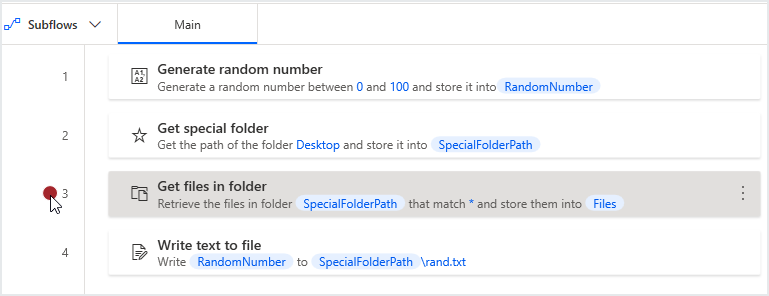 Subflows Main
1 Generate random number
Generate a random number between 0 and 100 and store it into RandomNumber
2 Get special folder
Get the path of the folder Desktop and store it into SpecialFolderPath
3 Get files in folder
Retrieve the files in folder SpecialFolderPath that match * and store them into Files
4 Write text to file
Write RandomNumber to SpecialFolderPath \rand.txt